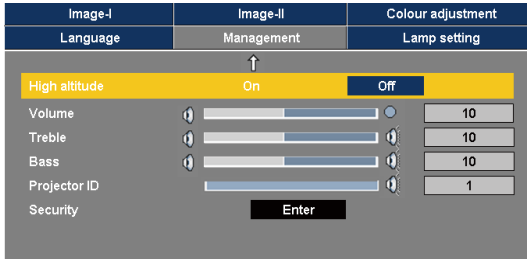 Image-I Image-II Colour adjustment
Language Management Lamp setting
High altitude On Off
Volume 10
Treble 10
Bass 10
Projector ID 1
Security Enter